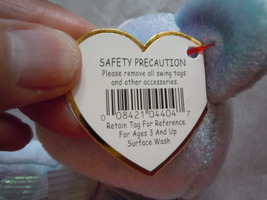 SAFETY PRECAUTION
Please remove all swing tags
and other accessories.
0 08421 04404 7
Retain Tag For Reference.
For Ages 3 And Up
Surface Wash